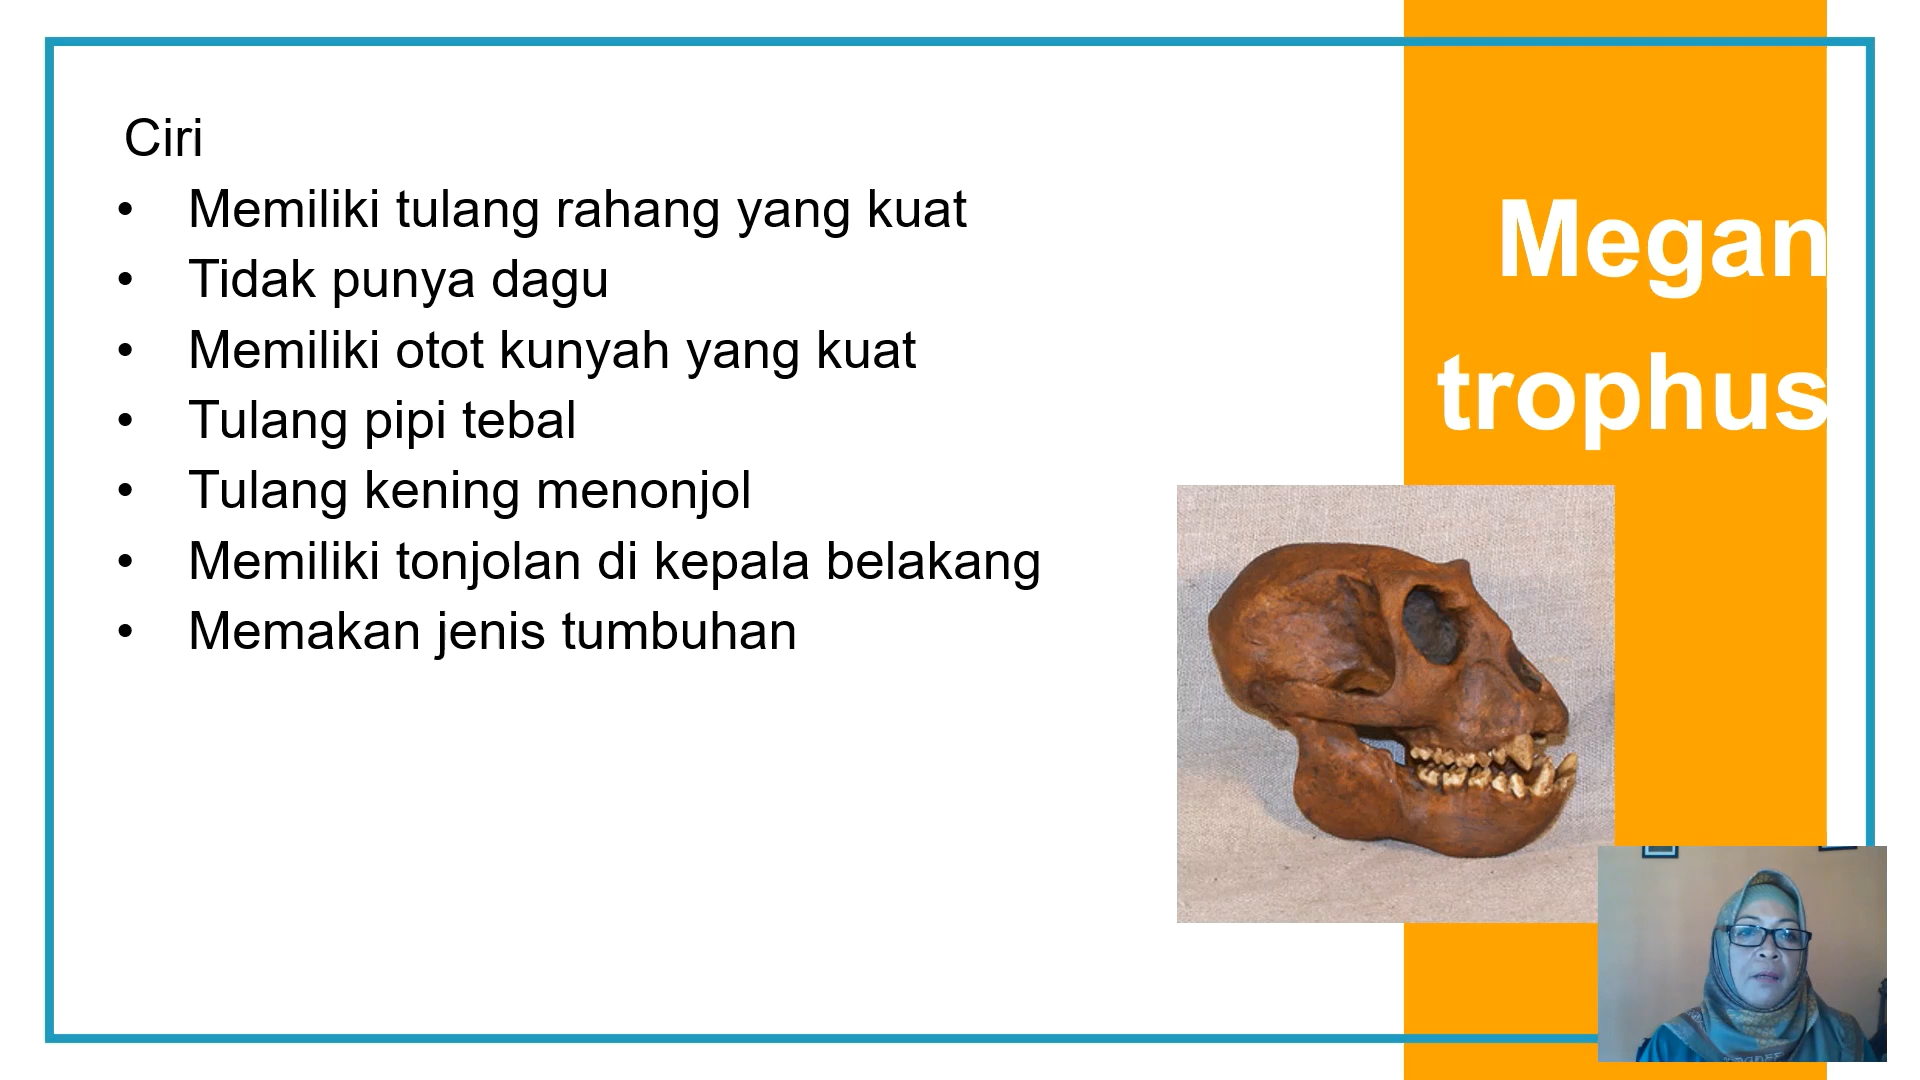 Ciri
• Memiliki tulang rahang yang kuat
• Tidak punya dagu
• Memiliki otot kunyah yang kuat
• Tulang pipi tebal
• Tulang kening menonjol
• Memiliki tonjolan di kepala belakang
• Memakan jenis tumbuhan
Megan
trophus